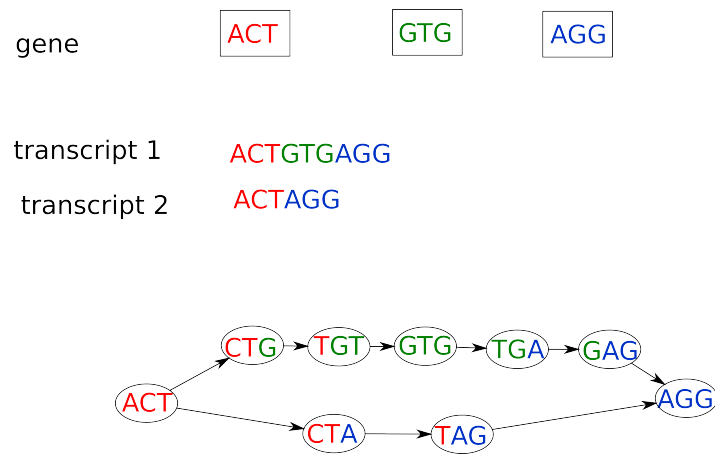 gene ACT GTG AGG
transcript 1 ACTGTGAGG
transcript 2 ACTAGG
CTG TGT GTG TGA GAG
ACT AGG
CTA TAG